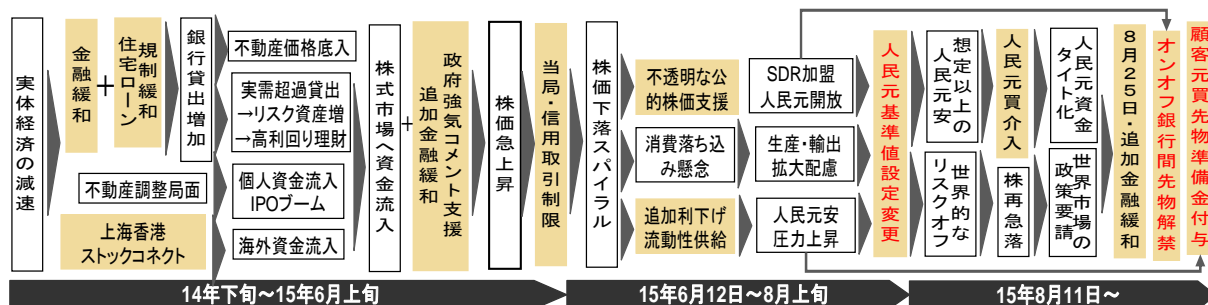 実体経済の減速
金融緩和
＋
住宅ローン
規制緩和
不動産調整局面
上海香港
ストックコネクト
銀行貸出増加
不動産価格底入
実需超過貸出
→リスク資産増
→高利回り理財
個人資金流入
IPOブーム
海外資金流入
株式市場へ資金流入
＋
政府強気コメント支援
追加金融緩和
株価急上昇
当局・信用取引制限
株価下落スパイラル
不透明な公
的株価支援
消費落ち込
み懸念
追加利下げ
流動性供給
SDR加盟
人民元開放
生産・輸出
拡大配慮
人民元安
圧力上昇
人民元基準値設定変更
想定以上の
人民元安
世界的な
リスクオフ
人民元買介入
株再急落
人民元資金
タイト化
世界市場の
政策要請
8月25日・追加金融緩和
オンオフ銀行間先物解禁
顧客元買先物準備金付与
14年下旬～15年6月上旬
15年6月12日～8月上旬
15年8月11日～